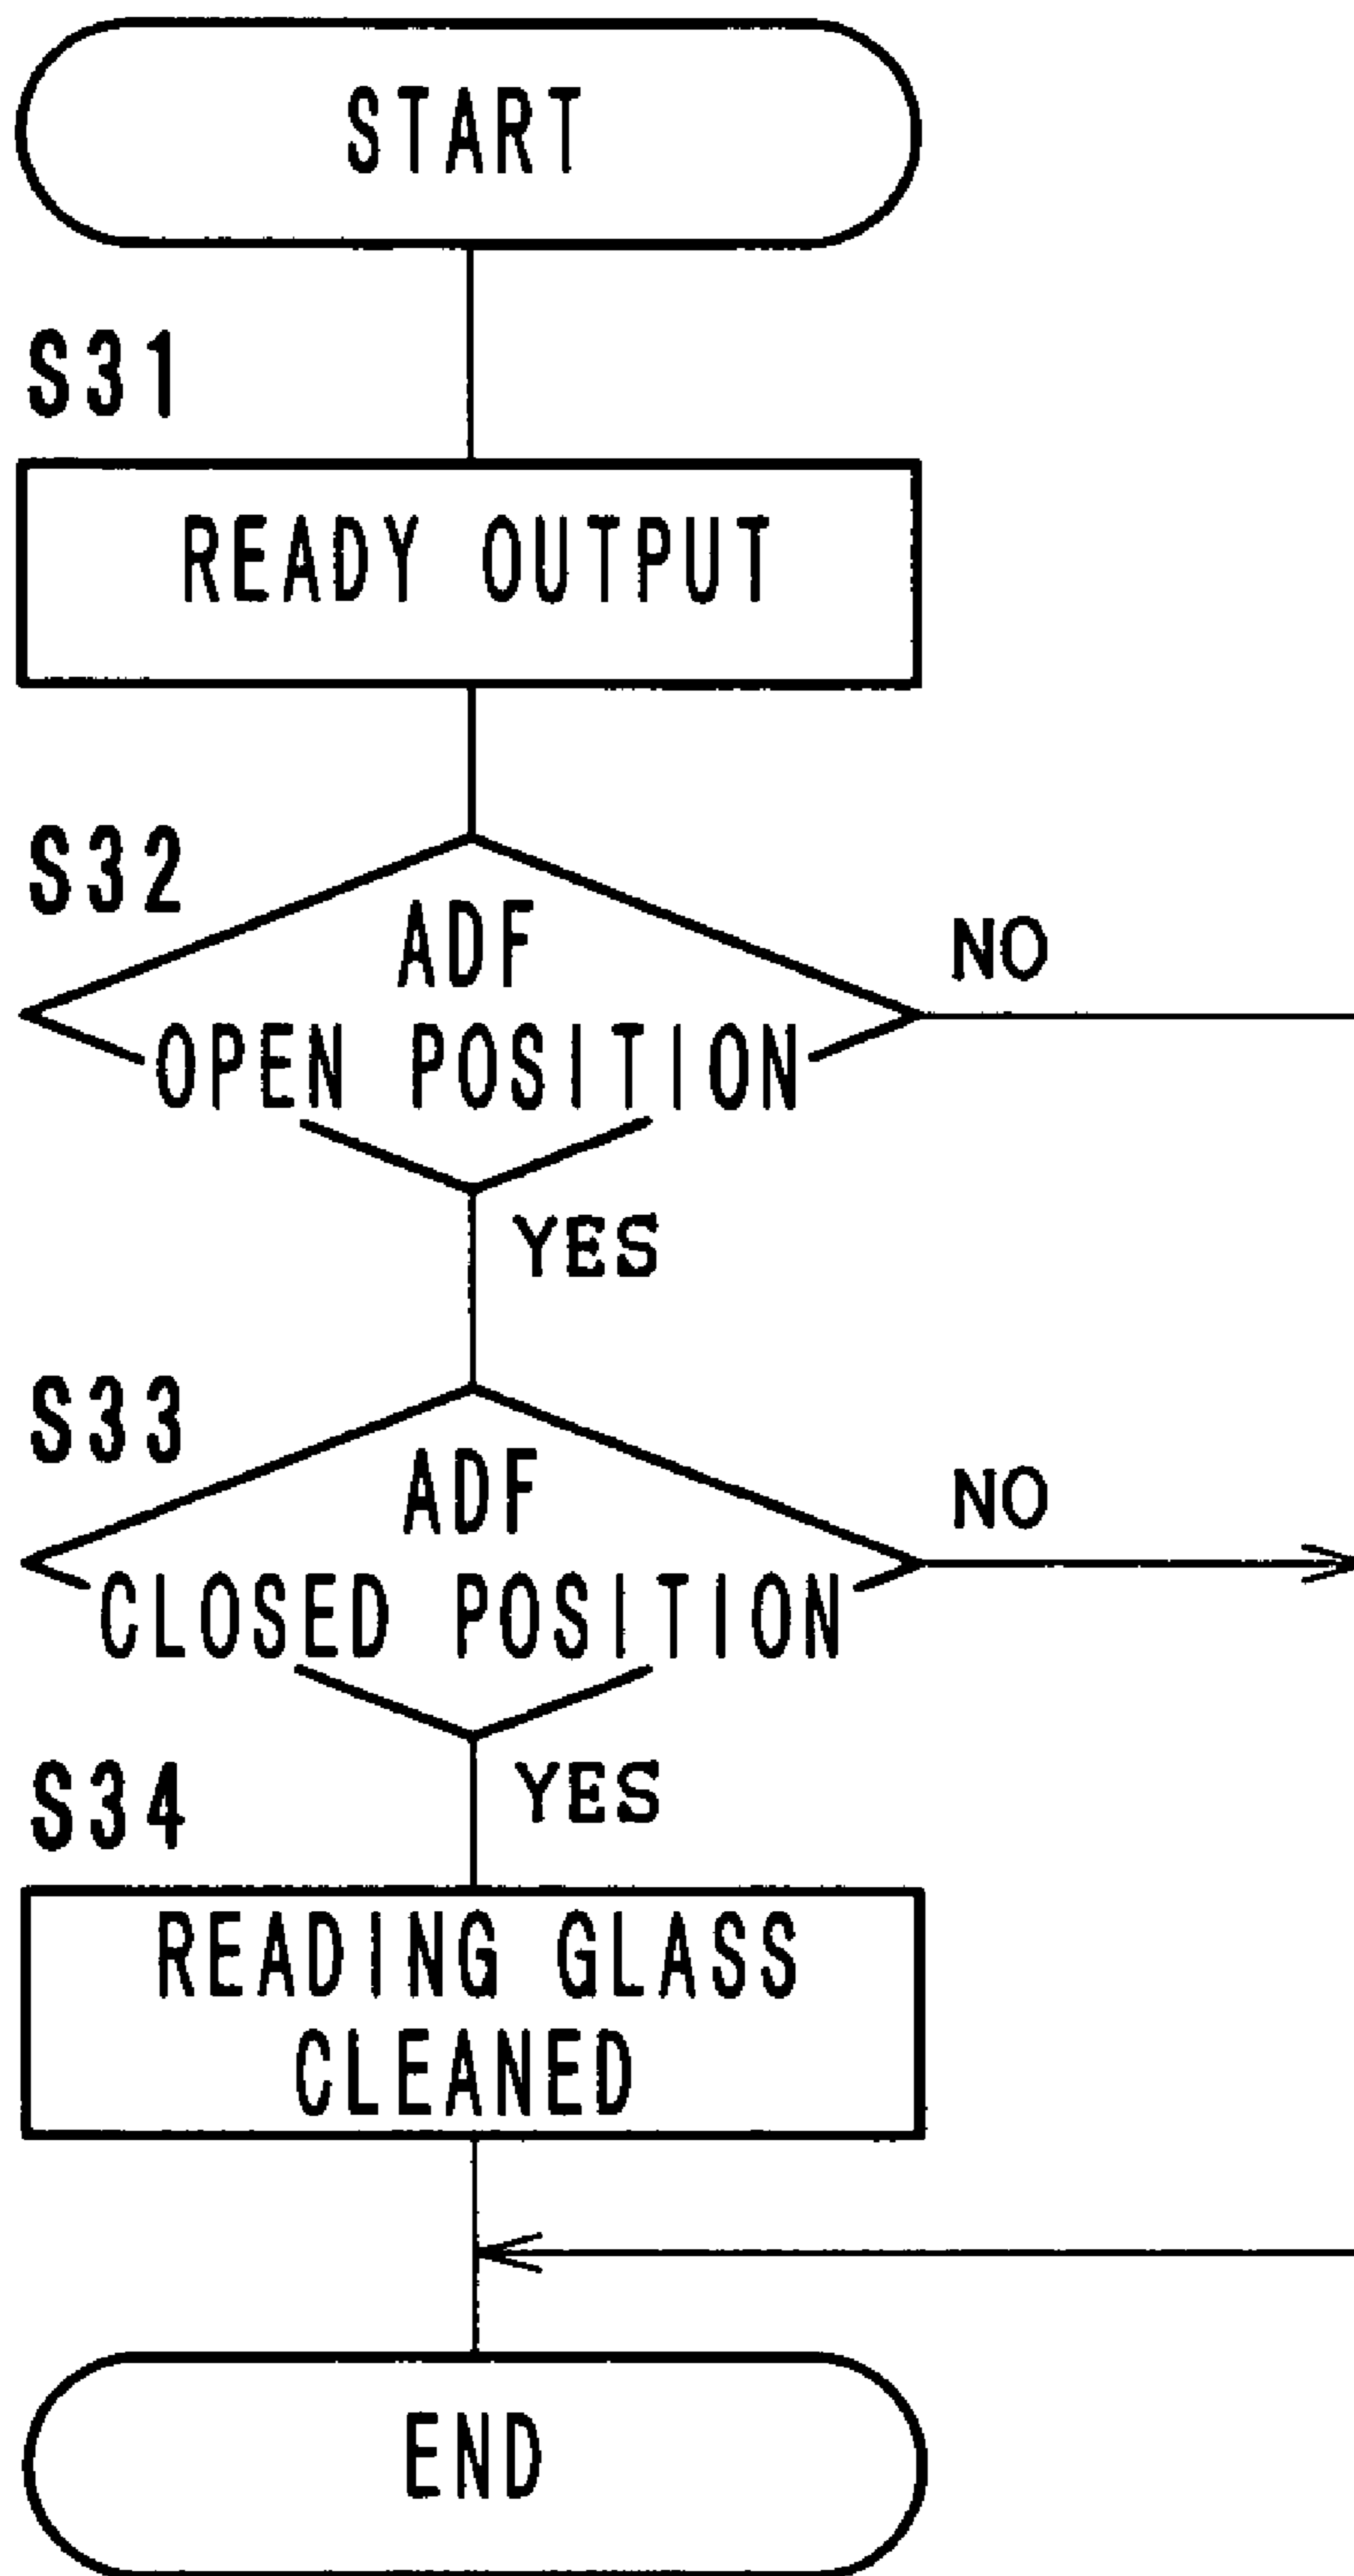 START
S31
READY OUTPUT
S32
ADF
NO
OPEN POSITION
YES
S33
ADF
NO
CLOSED POSITION
YES
S34
READING GLASS
CLEANED
END